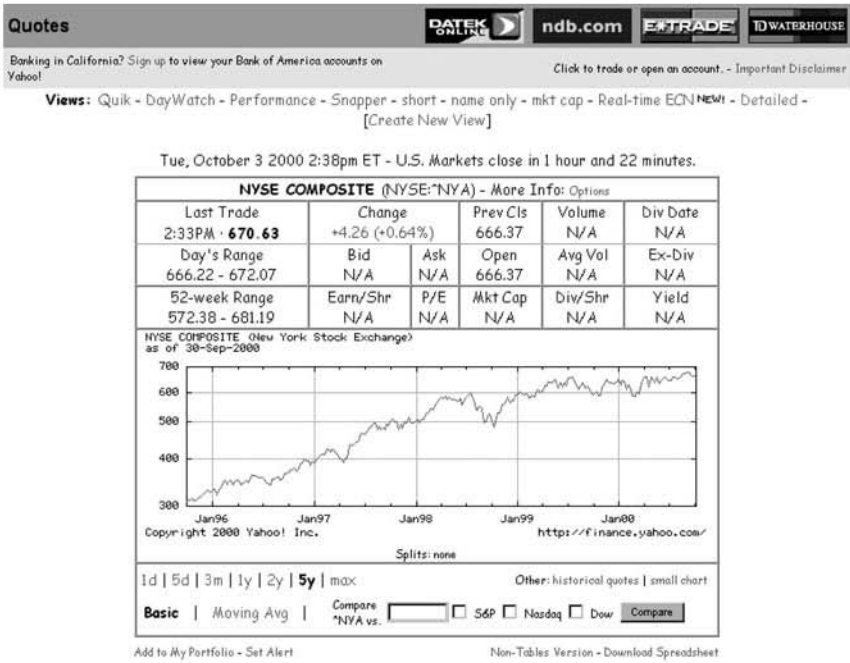 Quotes
DATEK ONLINE ndb.com E*TRADE TD WATERHOUSE
Banking in California? Sign up to view your Bank of America accounts on
Yahoo!
Click to trade or open an account. - Important Disclaimer
Views: Quik - DayWatch - Performance - Snapper - short - name only - mkt cap - Real-time ECN NEW! - Detailed -
[Create New View]
Tue, October 3 2000 2:38pm ET - U.S. Markets close in 1 hour and 22 minutes.
NYSE COMPOSITE (NYSE:^NYA) - More Info: Options
Last Trade Change Prev Cls Volume Div Date
2:33PM · 670.63 +4.26 (+0.64%) 666.37 N/A N/A
Day's Range Bid Ask Open Avg Vol Ex-Div
666.22 - 672.07 N/A N/A 666.37 N/A N/A
52-week Range Earn/Shr P/E Mkt Cap Div/Shr Yield
572.38 - 681.19 N/A N/A N/A N/A N/A
NYSE COMPOSITE (New York Stock Exchange)
as of 30-Sep-2000
700
600
500
400
300
Jan96 Jan97 Jan98 Jan99 Jan00
Copyright 2000 Yahoo! Inc. http://finance.yahoo.com/
Splits: none
1d | 5d | 3m | 1y | 2y | 5y | max Other: historical quotes | small chart
Basic | Moving Avg | Compare ^NYA vs. S&P Nasdaq Dow Compare
Add to My Portfolio - Set Alert Non-Tables Version - Download Spreadsheet